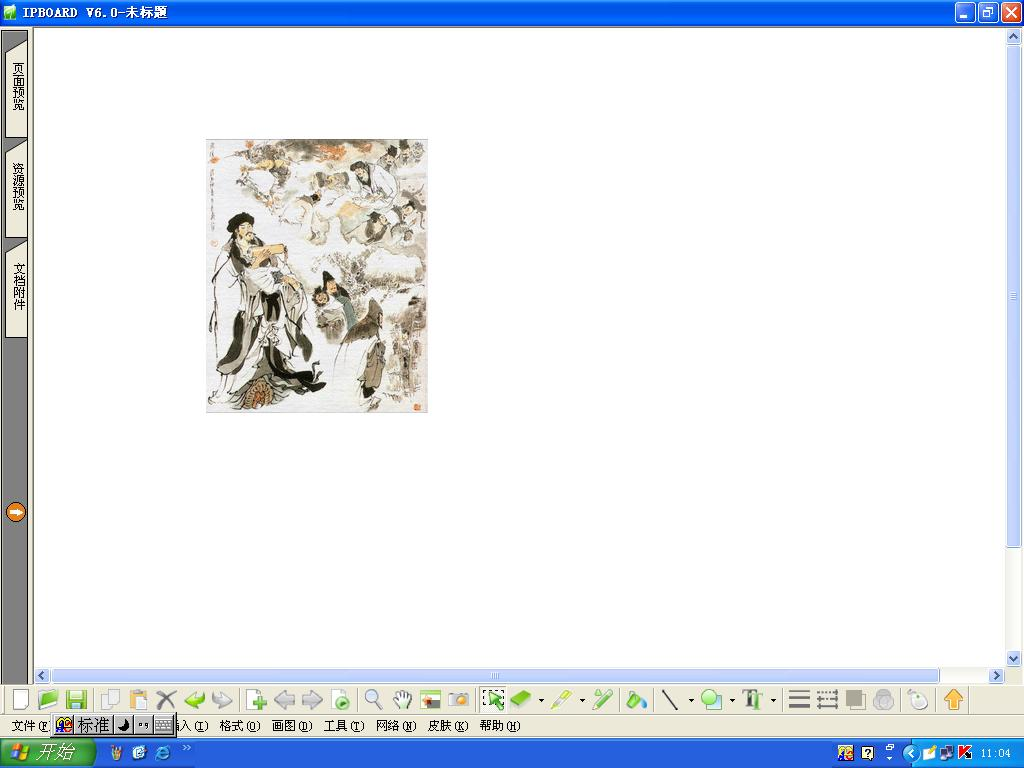 IPBOARD V6.0-未标题
页面预览
资源预览
文档附件
文件(F
标准
入(I)
格式(O)
画图(D)
工具(T)
网络(N)
皮肤(K)
帮助(H)
开始
11:04